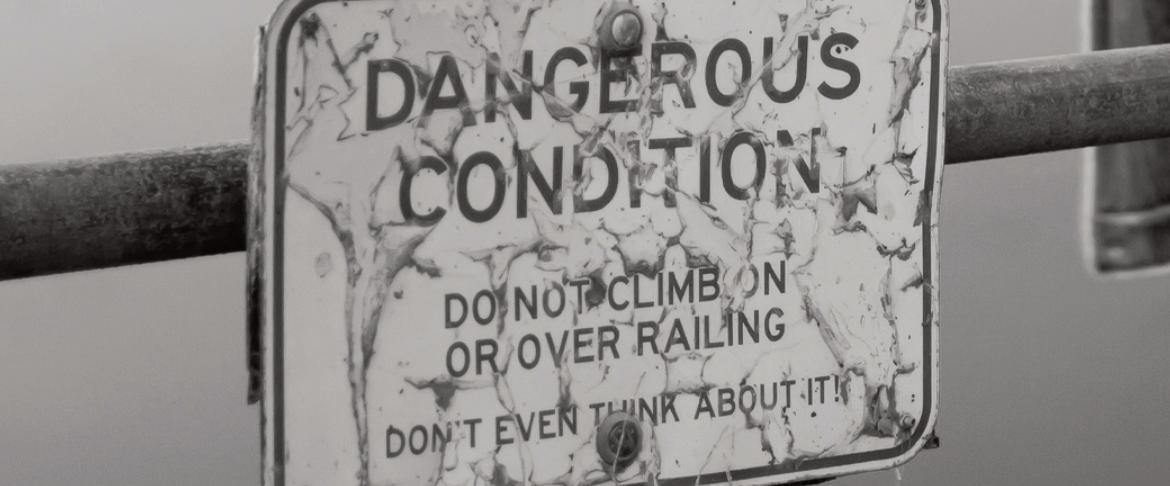 DANGEROUS
CONDITION
DO NOT CLIMB ON
OR OVER RAILING
DON'T EVEN THINK ABOUT IT!